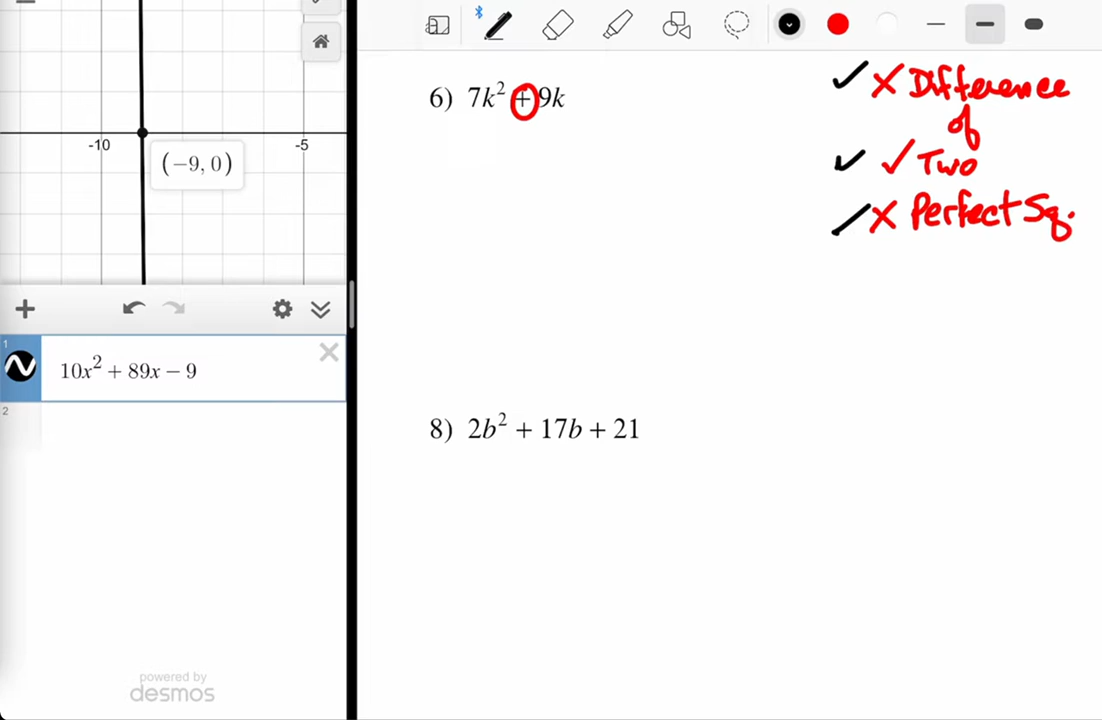 -10
-5
(−9, 0)
1
10x² + 89x − 9
2
powered by
desmos
6) 7k² + 9k
✓ ✗ Difference
of
✓ ✓ Two
✗ Perfect Sq.
8) 2b² + 17b + 21